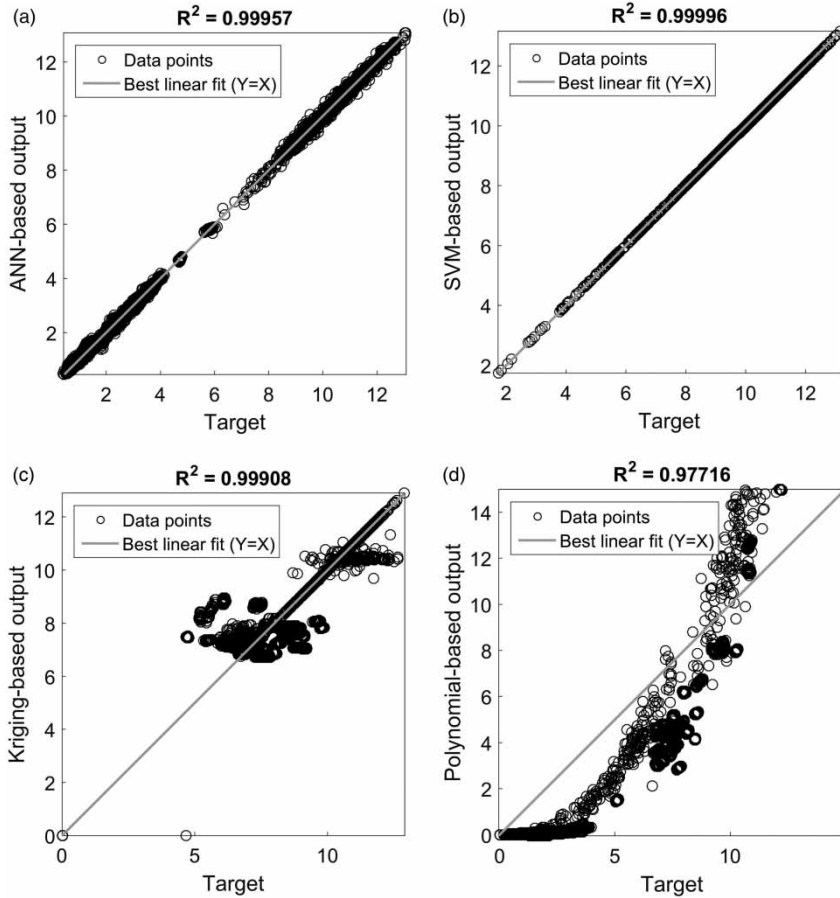 (a)
R² = 0.99957
Data points
Best linear fit (Y=X)
ANN-based output
12
10
8
6
4
2
2 4 6 8 10 12
Target
(b)
R² = 0.99996
Data points
Best linear fit (Y=X)
SVM-based output
12
10
8
6
4
2
2 4 6 8 10 12
Target
(c)
R² = 0.99908
Data points
Best linear fit (Y=X)
Kriging-based output
12
10
8
6
4
2
0
0 5 10
Target
(d)
R² = 0.97716
Data points
Best linear fit (Y=X)
Polynomial-based output
14
12
10
8
6
4
2
0
0 5 10
Target